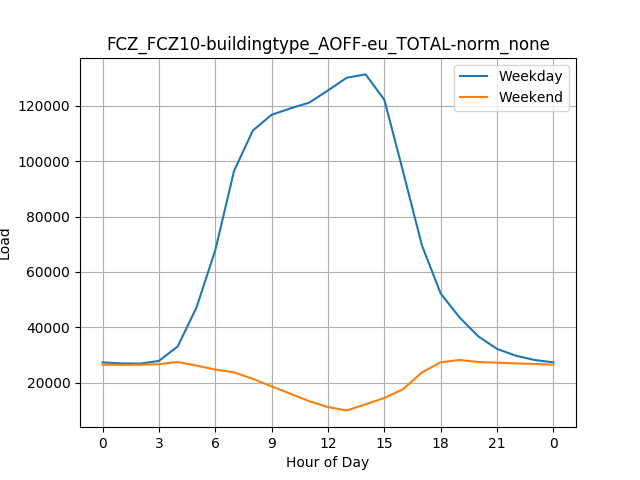 FCZ_FCZ10-buildingtype_AOFF-eu_TOTAL-norm_none
Weekday
Weekend
120000
100000
80000
60000
40000
20000
Load
0 3 6 9 12 15 18 21 0
Hour of Day